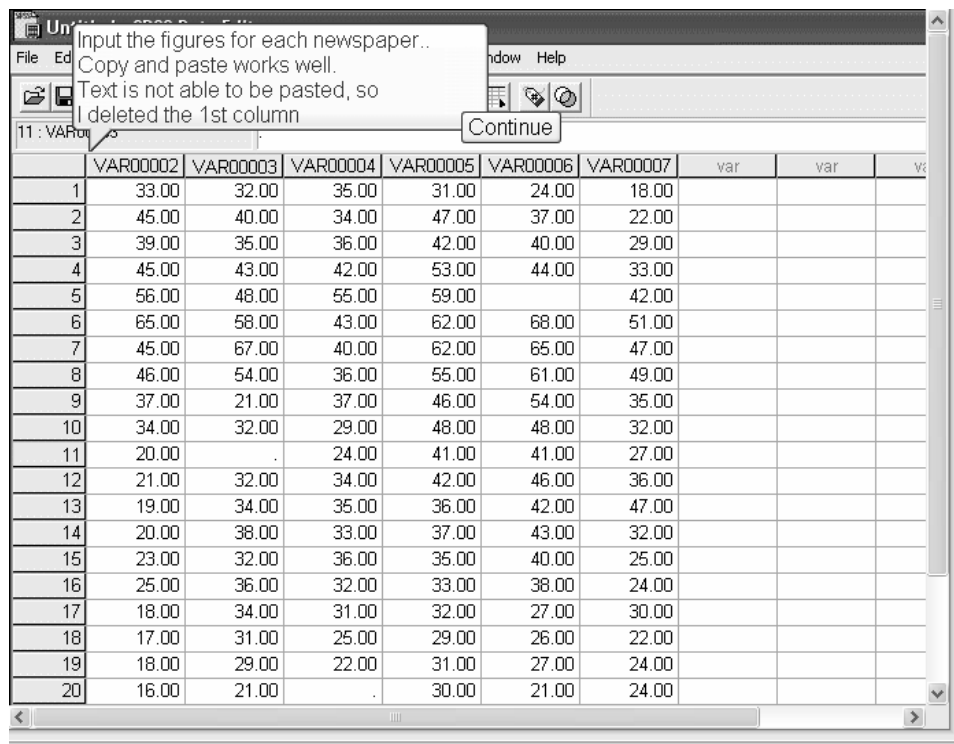 Input the figures for each newspaper..
Copy and paste works well.
Text is not able to be pasted, so
I deleted the 1st column
Continue
File Help
11 :
VAR00002 VAR00003 VAR00004 VAR00005 VAR00006 VAR00007 var var
1 33.00 32.00 35.00 31.00 24.00 18.00
2 45.00 40.00 34.00 47.00 37.00 22.00
3 39.00 35.00 36.00 42.00 40.00 29.00
4 45.00 43.00 42.00 53.00 44.00 33.00
5 56.00 48.00 55.00 59.00 42.00
6 65.00 58.00 43.00 62.00 68.00 51.00
7 45.00 67.00 40.00 62.00 65.00 47.00
8 46.00 54.00 36.00 55.00 61.00 49.00
9 37.00 21.00 37.00 46.00 54.00 35.00
10 34.00 32.00 29.00 48.00 48.00 32.00
11 20.00 . 24.00 41.00 41.00 27.00
12 21.00 32.00 34.00 42.00 46.00 36.00
13 19.00 34.00 35.00 36.00 42.00 47.00
14 20.00 38.00 33.00 37.00 43.00 32.00
15 23.00 32.00 36.00 35.00 40.00 25.00
16 25.00 36.00 32.00 33.00 38.00 24.00
17 18.00 34.00 31.00 32.00 27.00 30.00
18 17.00 31.00 25.00 29.00 26.00 22.00
19 18.00 29.00 22.00 31.00 27.00 24.00
20 16.00 21.00 . 30.00 21.00 24.00